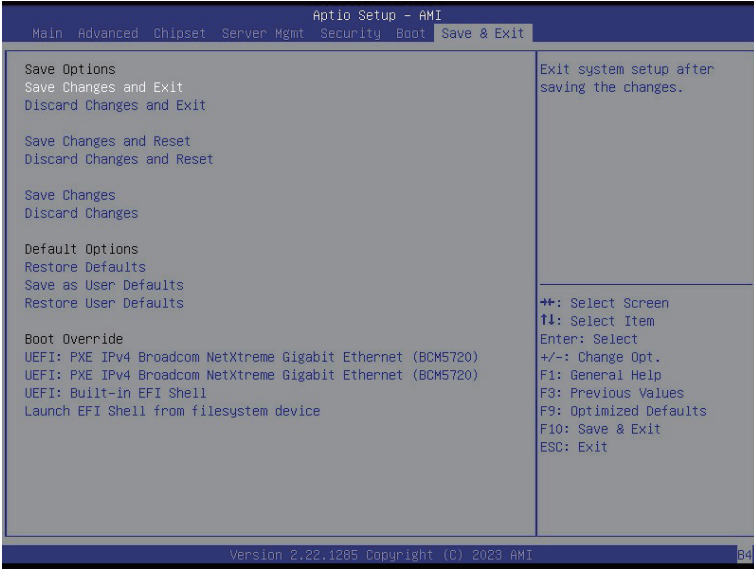 Aptio Setup – AMI
Main Advanced Chipset Server Mgmt Security Boot Save & Exit
Save Options
Save Changes and Exit
Discard Changes and Exit
Save Changes and Reset
Discard Changes and Reset
Save Changes
Discard Changes
Default Options
Restore Defaults
Save as User Defaults
Restore User Defaults
Boot Override
UEFI: PXE IPv4 Broadcom NetXtreme Gigabit Ethernet (BCM5720)
UEFI: PXE IPv4 Broadcom NetXtreme Gigabit Ethernet (BCM5720)
UEFI: Built-in EFI Shell
Launch EFI Shell from filesystem device
Exit system setup after
saving the changes.
→←: Select Screen
↑↓: Select Item
Enter: Select
+/-: Change Opt.
F1: General Help
F3: Previous Values
F9: Optimized Defaults
F10: Save & Exit
ESC: Exit
Version 2.22.1285 Copyright (C) 2023 AMI
B4